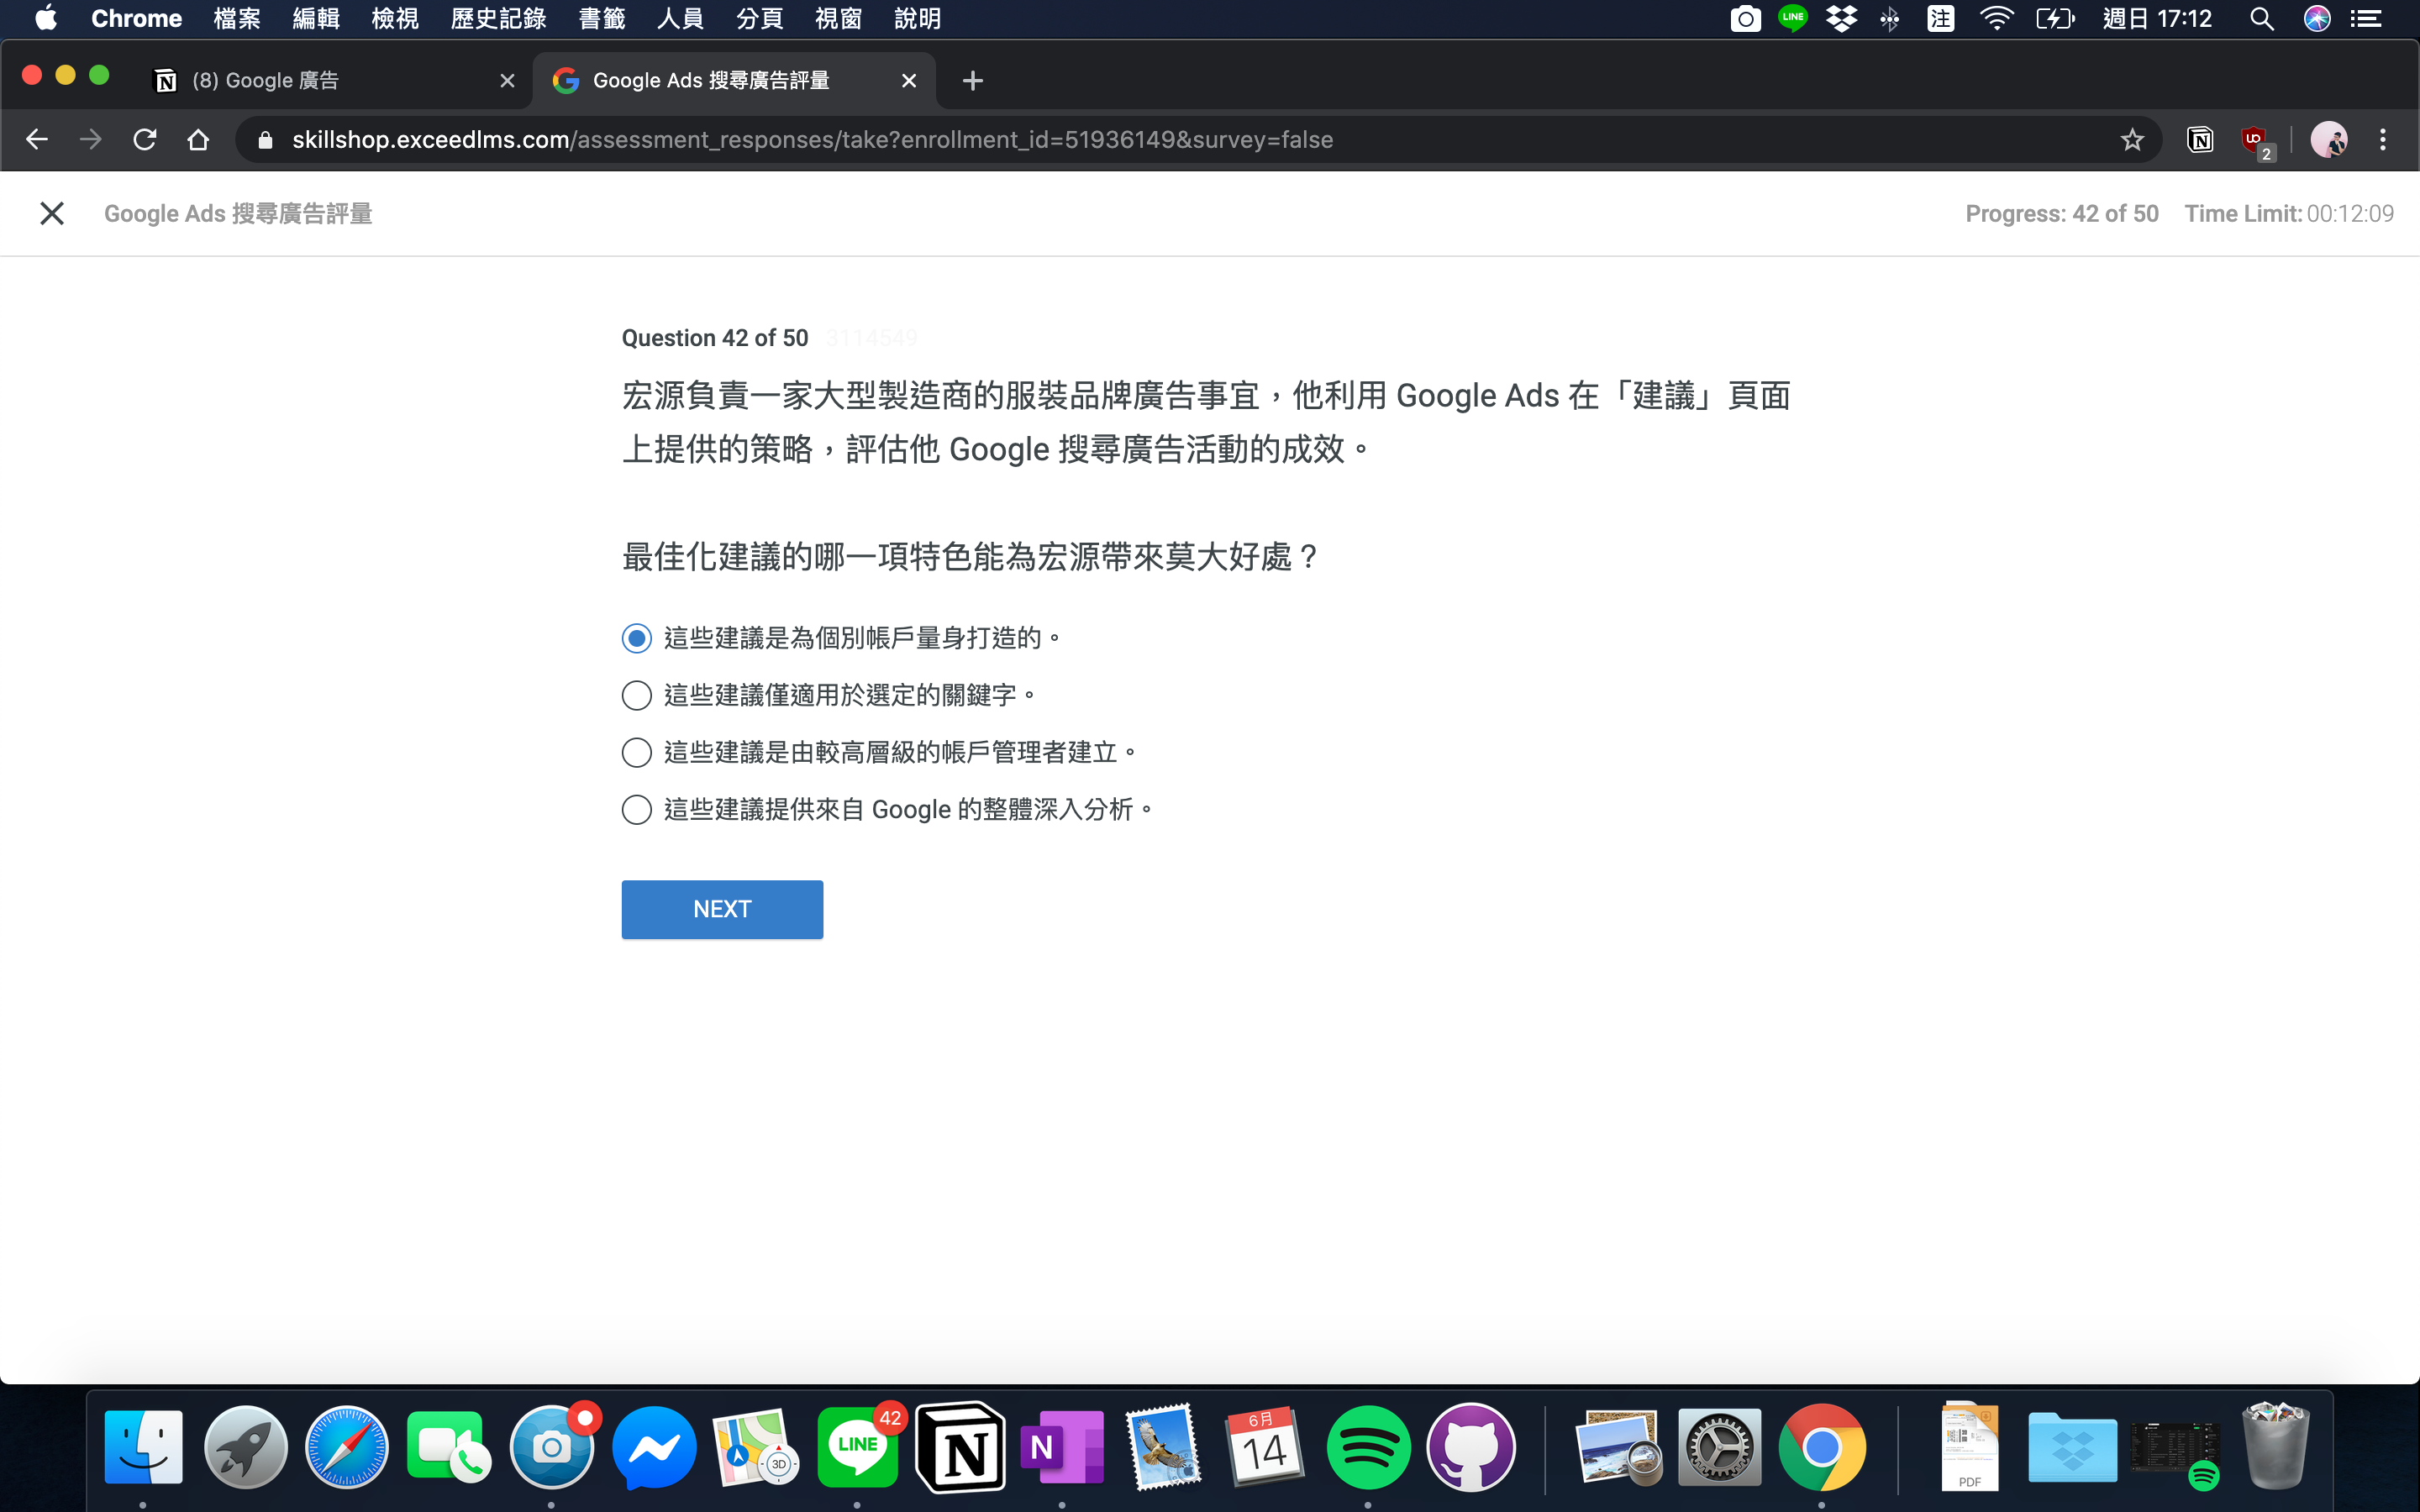 Chrome 檔案 編輯 檢視 歷史記錄 書籤 人員 分頁 視窗 說明 LINE 注 週日 17:12
(8) Google 廣告
Google Ads 搜尋廣告評量
skillshop.exceedlms.com/assessment_responses/take?enrollment_id=51936149&survey=false
2
Google Ads 搜尋廣告評量
Progress: 42 of 50 Time Limit: 00:12:09
Question 42 of 50 3114549
宏源負責一家大型製造商的服裝品牌廣告事宜，他利用 Google Ads 在「建議」頁面
上提供的策略，評估他 Google 搜尋廣告活動的成效。
最佳化建議的哪一項特色能為宏源帶來莫大好處？
這些建議是為個別帳戶量身打造的。
這些建議僅適用於選定的關鍵字。
這些建議是由較高層級的帳戶管理者建立。
這些建議提供來自 Google 的整體深入分析。
NEXT
3D
LINE
42
N
N
6月
14
PDF